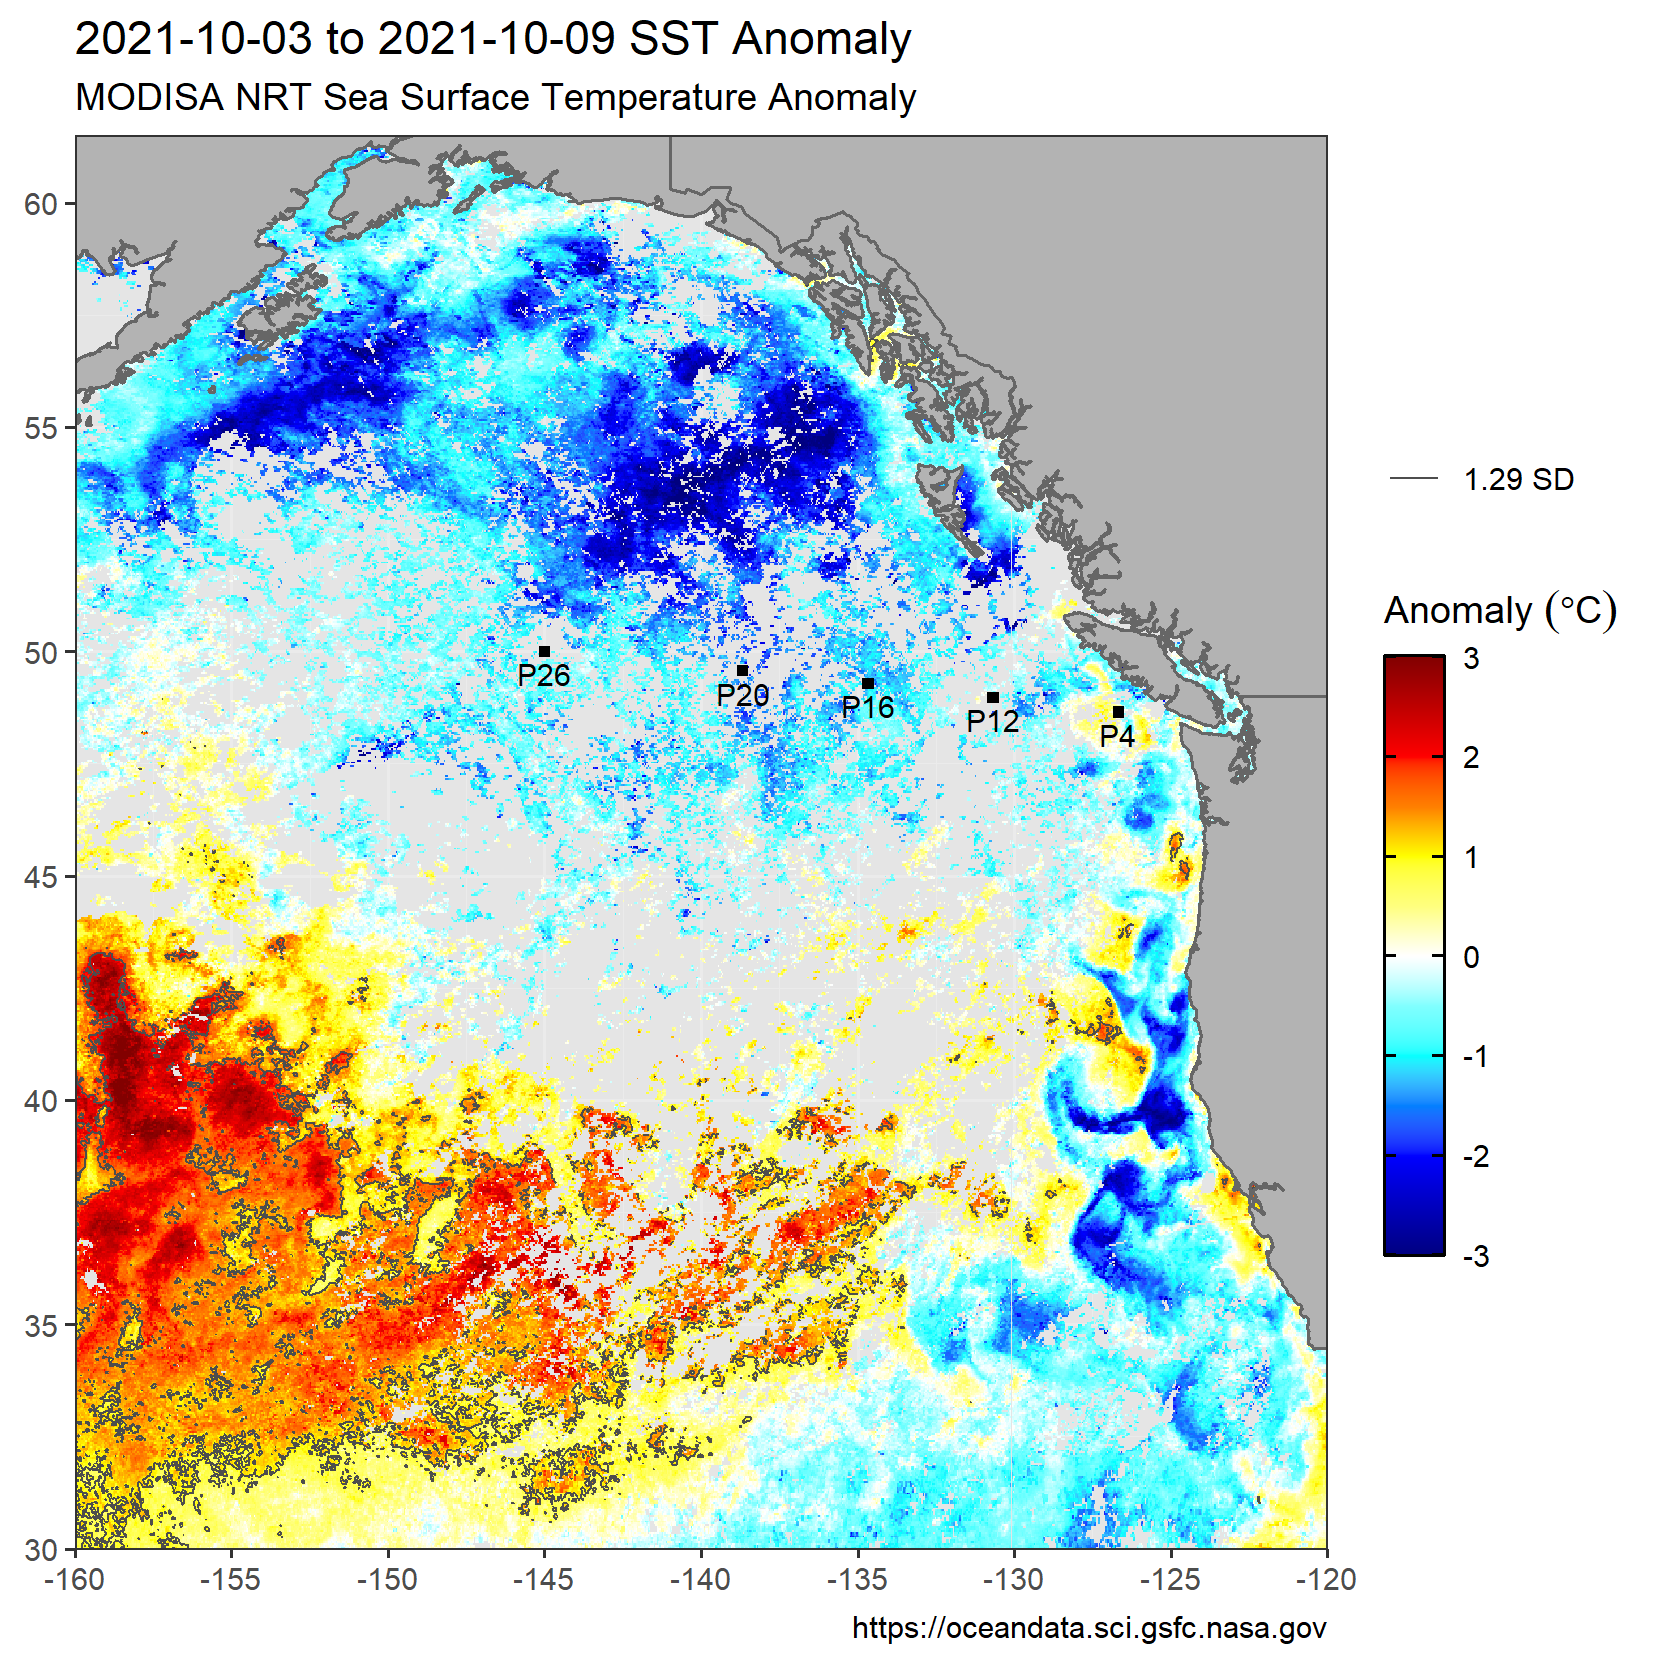 2021-10-03 to 2021-10-09 SST Anomaly
MODISA NRT Sea Surface Temperature Anomaly
60
55
50
45
40
35
30
-160
-155
-150
-145
-140
-135
-130
-125
-120
P26
P20
P16
P12
P4
1.29 SD
Anomaly (°C)
3
2
1
0
-1
-2
-3
https://oceandata.sci.gsfc.nasa.gov